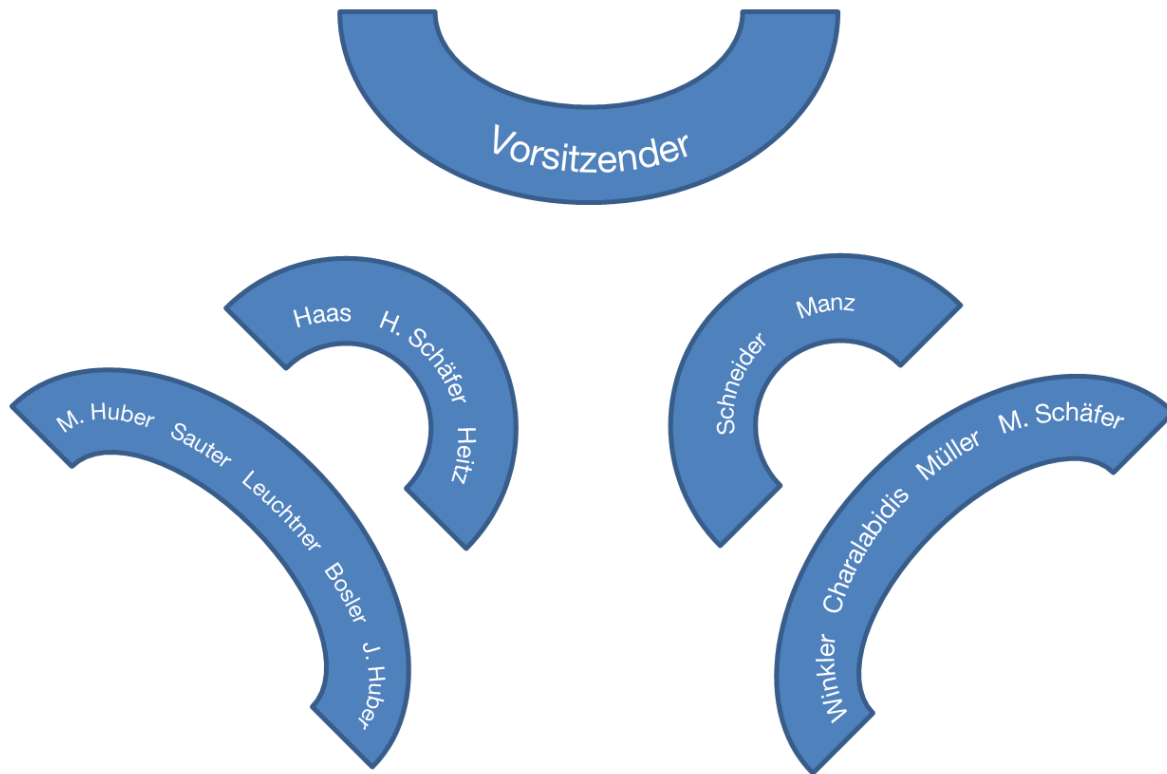 Vorsitzender
Haas H. Schäfer Heitz
Schneider Manz
M. Huber Sauter Leuchtner Bosler J. Huber
Winkler Charalabidis Müller M. Schäfer